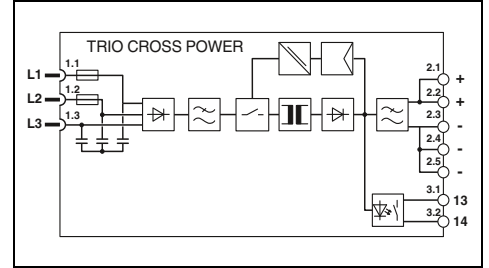 TRIO CROSS POWER
L1 1.1
L2 1.2
L3 1.3
2.1 +
2.2 +
2.3 -
2.4 -
2.5 -
3.1 13
3.2 14